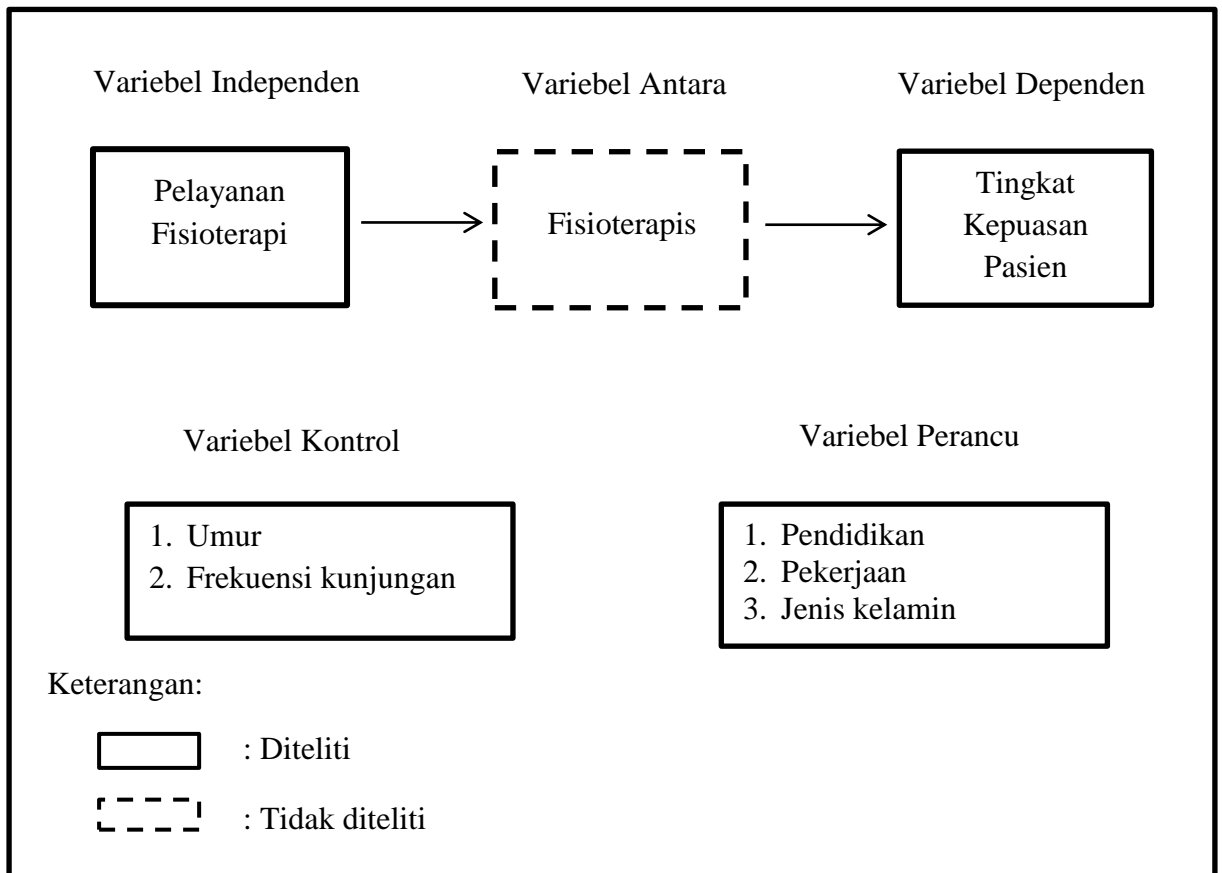 Variebel Independen
Variebel Antara
Variebel Dependen
Pelayanan
Fisioterapi
Fisioterapis
Tingkat
Kepuasan
Pasien
Variebel Kontrol
Variebel Perancu
1. Umur
2. Frekuensi kunjungan
1. Pendidikan
2. Pekerjaan
3. Jenis kelamin
Keterangan:
: Diteliti
: Tidak diteliti